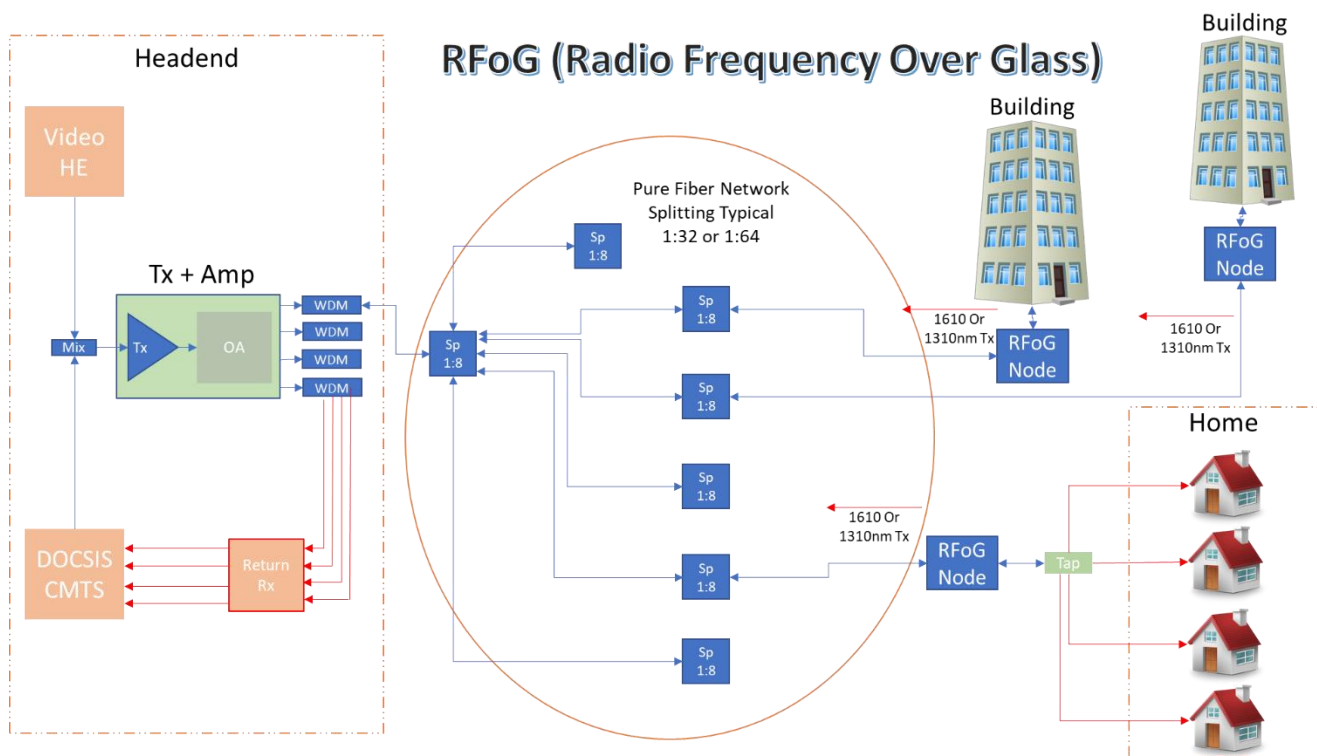 RFoG (Radio Frequency Over Glass)
Headend
Video
HE
Tx + Amp
Mix
Tx
OA
WDM
WDM
WDM
WDM
DOCSIS
CMTS
Return
Rx
Pure Fiber Network
Splitting Typical
1:32 or 1:64
Sp
1:8
Sp
1:8
Sp
1:8
Sp
1:8
Sp
1:8
Sp
1:8
Sp
1:8
Building
1610 Or
1310nm Tx
RFoG
Node
Building
RFoG
Node
1610 Or
1310nm Tx
1610 Or
1310nm Tx
RFoG
Node
Tap
Home